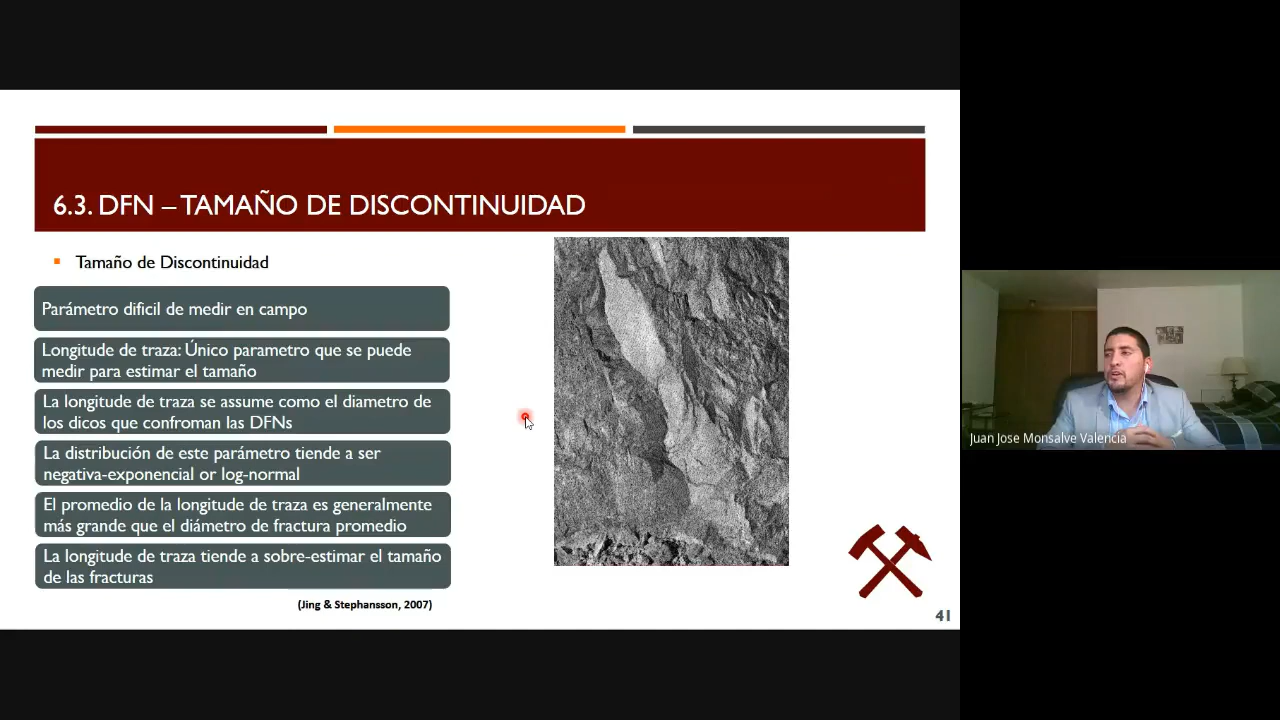 6.3. DFN – TAMAÑO DE DISCONTINUIDAD
Tamaño de Discontinuidad
Parámetro dificil de medir en campo
Longitude de traza: Único parametro que se puede
medir para estimar el tamaño
La longitude de traza se assume como el diametro de
los dicos que confroman las DFNs
La distribución de este parámetro tiende a ser
negativa-exponencial or log-normal
El promedio de la longitude de traza es generalmente
más grande que el diámetro de fractura promedio
La longitude de traza tiende a sobre-estimar el tamaño
de las fracturas
(Jing & Stephansson, 2007)
41
Juan Jose Monsalve Valencia